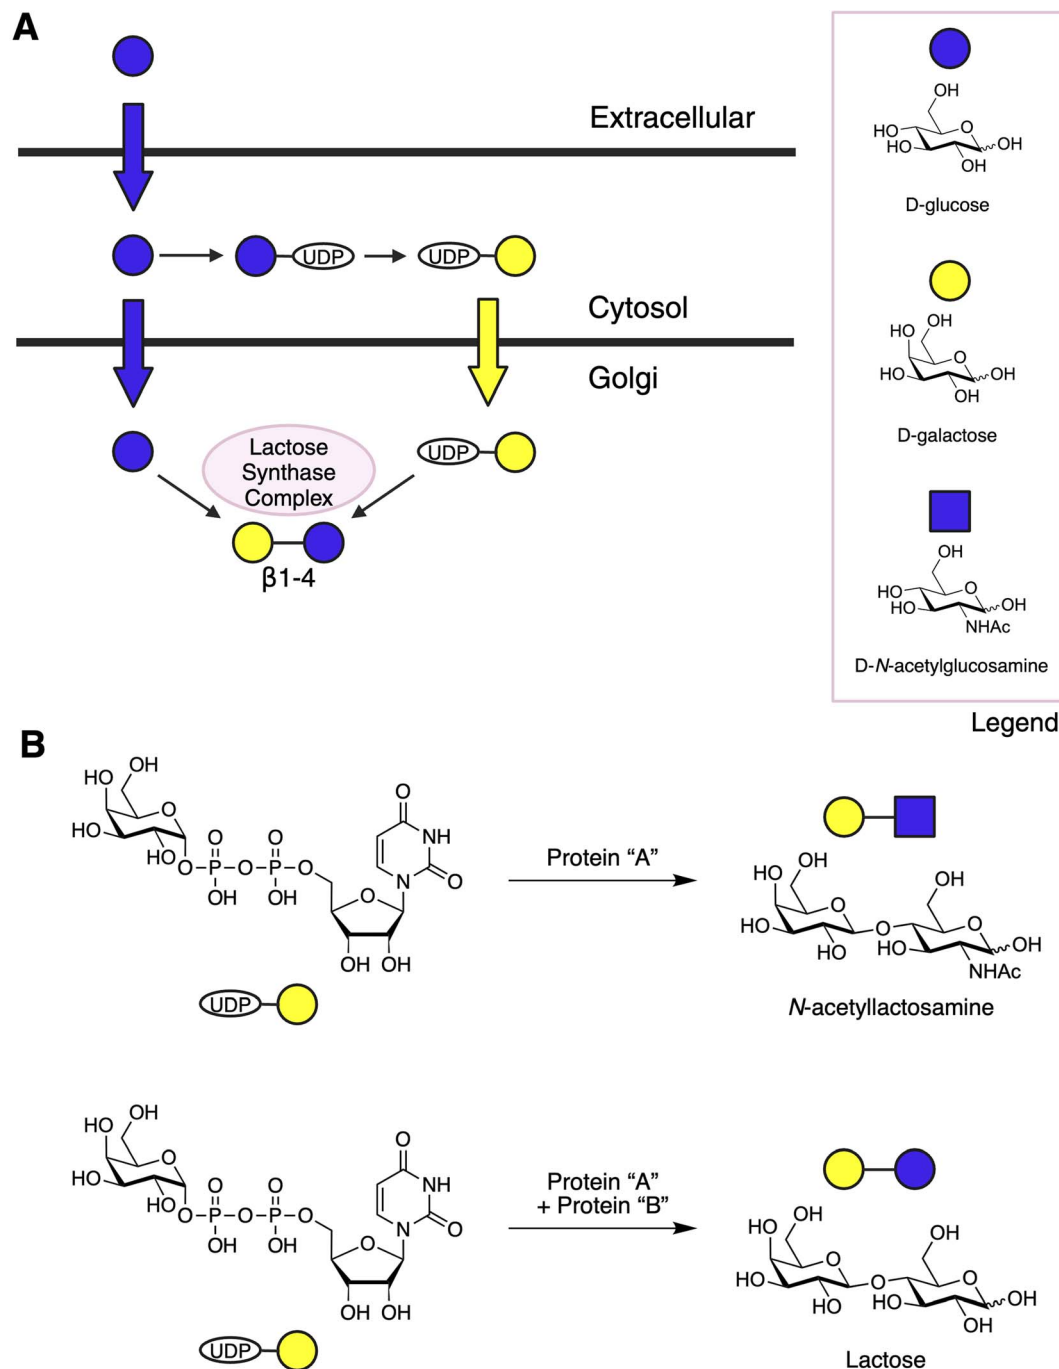 A
Extracellular
UDP
UDP
Cytosol
Golgi
Lactose
Synthase
Complex
UDP
β1-4
OH
HO
O
HO
OH
OH
D-glucose
OH
HO
O
HO
OH
OH
D-galactose
OH
HO
O
HO
OH
NHAc
D-N-acetylglucosamine
Legend
B
OH
HO
O
HO
HO
O
O
O
P
O
P
O
OH
OH
O
NH
N
O
O
OH
OH
UDP
Protein “A”
OH
HO
O
HO
HO
O
OH
O
HO
OH
NHAc
N-acetyllactosamine
OH
HO
O
HO
HO
O
O
O
P
O
P
O
OH
OH
O
NH
N
O
O
OH
OH
UDP
Protein “A”
+ Protein “B”
OH
HO
O
HO
OH
O
OH
O
HO
OH
OH
Lactose